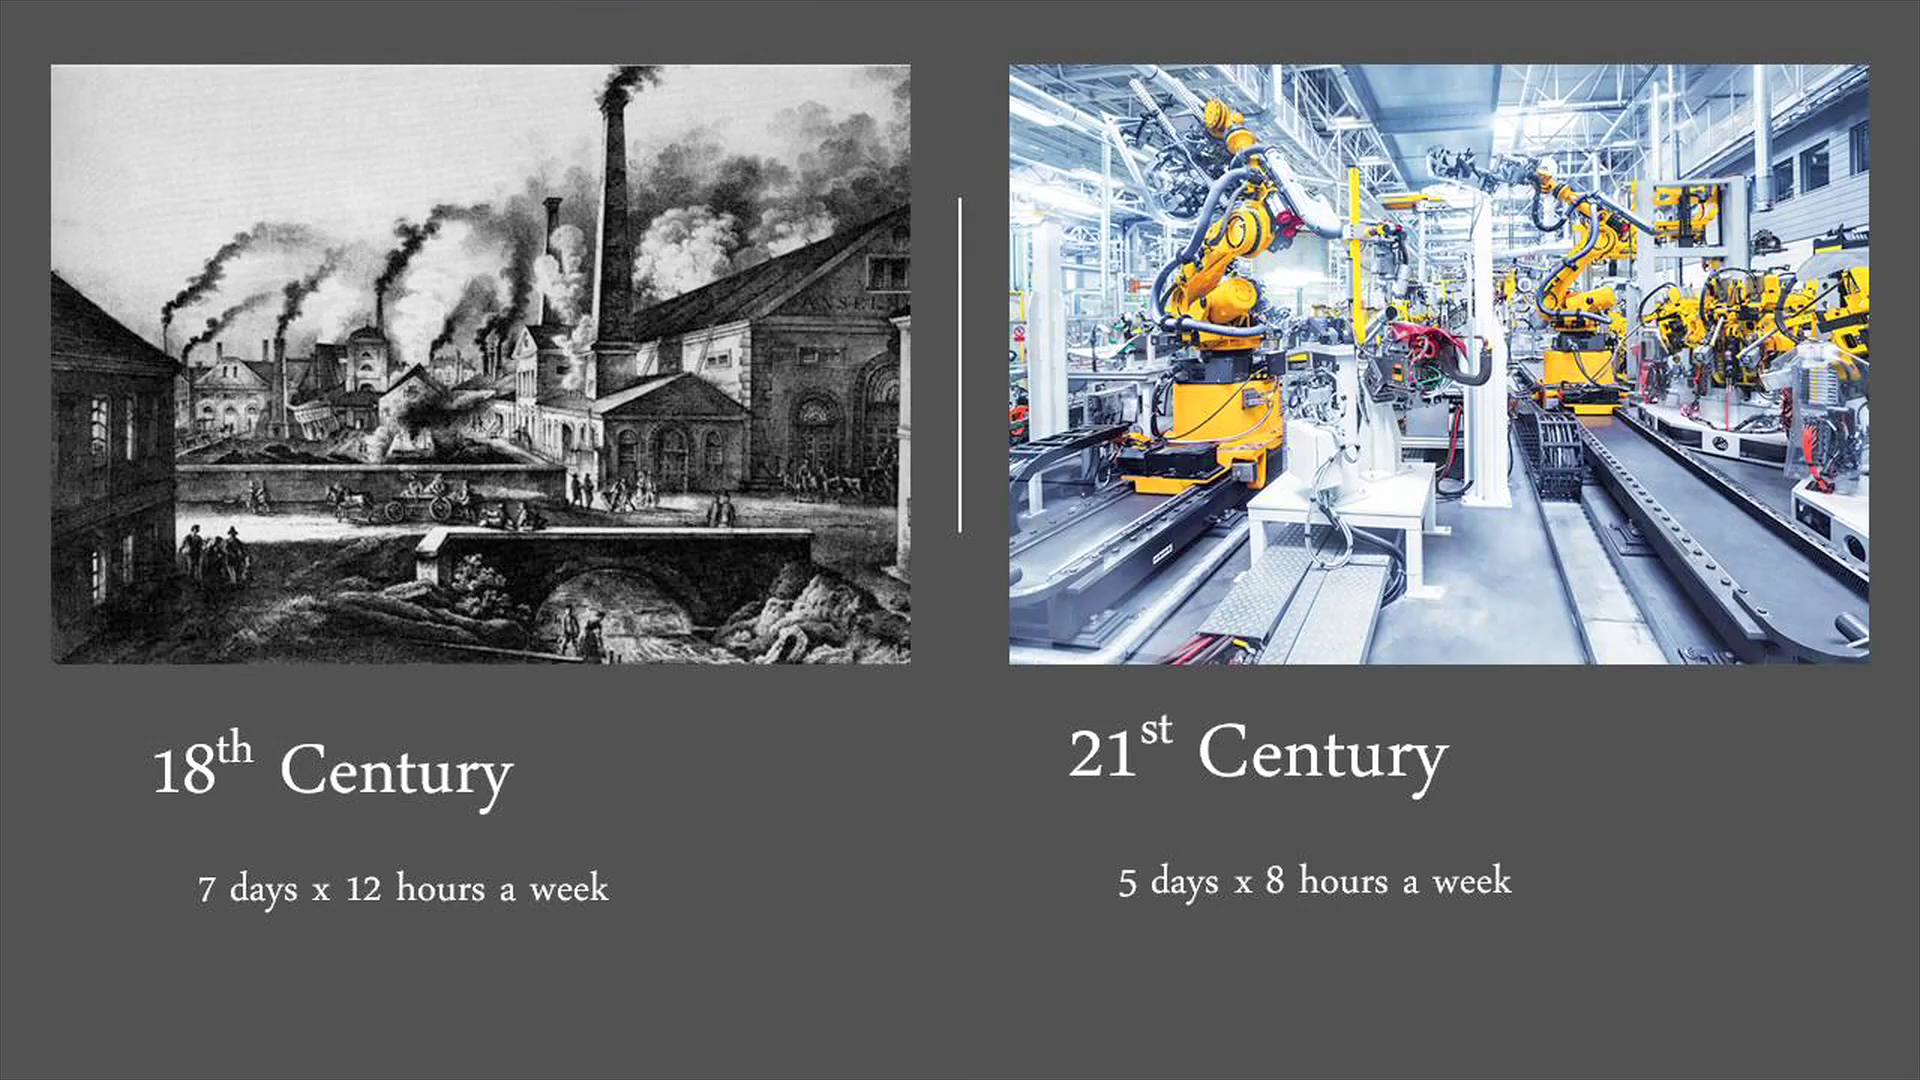 18th Century
7 days x 12 hours a week
21st Century
5 days x 8 hours a week